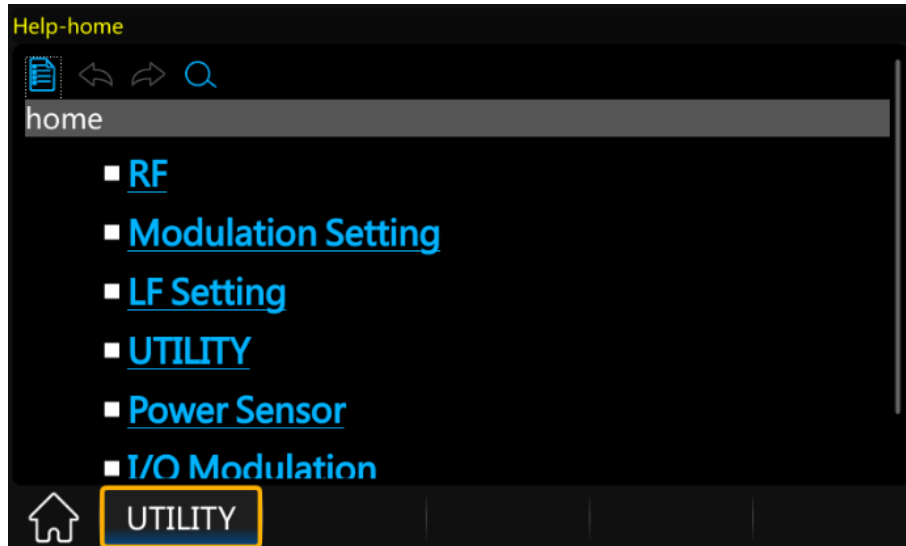 Help-home
home
RF
Modulation Setting
LF Setting
UTILITY
Power Sensor
I/O Modulation
UTILITY